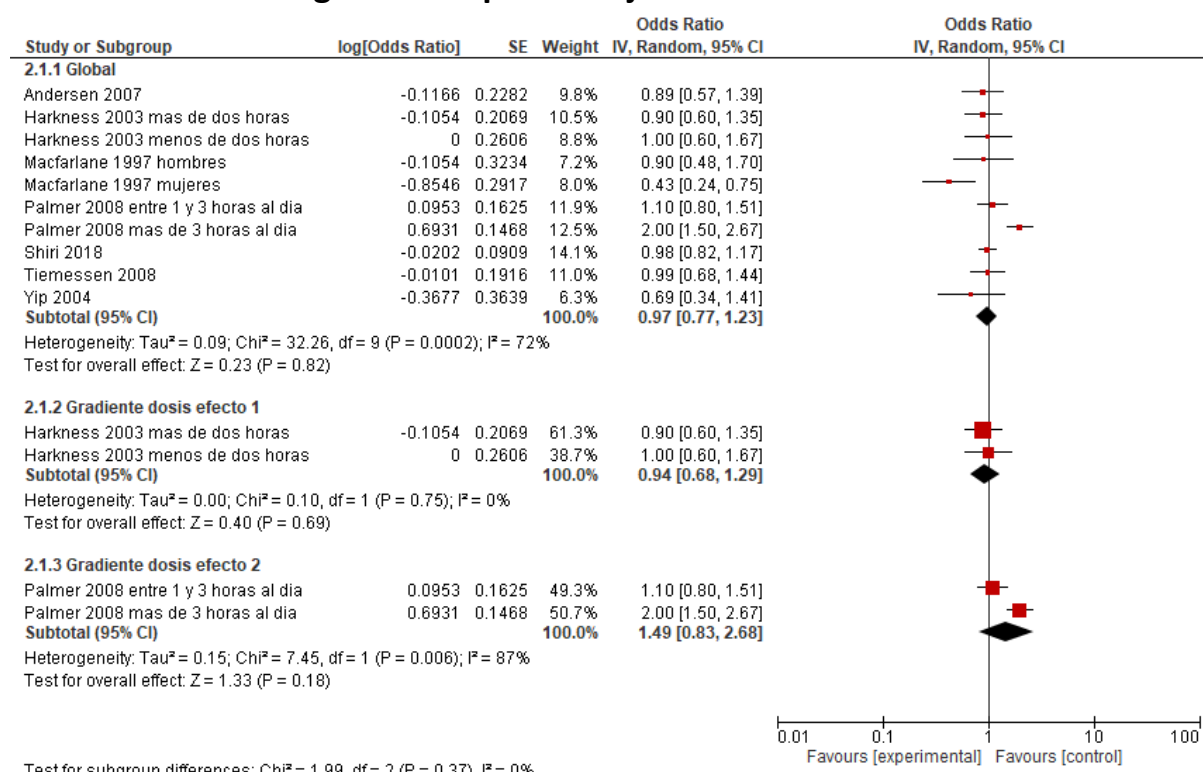 Odds Ratio Odds Ratio
Study or Subgroup log[Odds Ratio] SE Weight IV, Random, 95% CI IV, Random, 95% CI
2.1.1 Global
Andersen 2007 -0.1166 0.2282 9.8% 0.89 [0.57, 1.39]
Harkness 2003 mas de dos horas -0.1054 0.2069 10.5% 0.90 [0.60, 1.35]
Harkness 2003 menos de dos horas 0 0.2606 8.8% 1.00 [0.60, 1.67]
Macfarlane 1997 hombres -0.1054 0.3234 7.2% 0.90 [0.48, 1.70]
Macfarlane 1997 mujeres -0.8546 0.2917 8.0% 0.43 [0.24, 0.75]
Palmer 2008 entre 1 y 3 horas al dia 0.0953 0.1625 11.9% 1.10 [0.80, 1.51]
Palmer 2008 mas de 3 horas al dia 0.6931 0.1468 12.5% 2.00 [1.50, 2.67]
Shiri 2018 -0.0202 0.0909 14.1% 0.98 [0.82, 1.17]
Tiemessen 2008 -0.0101 0.1916 11.0% 0.99 [0.68, 1.44]
Yip 2004 -0.3677 0.3639 6.3% 0.69 [0.34, 1.41]
Subtotal (95% CI) 100.0% 0.97 [0.77, 1.23]
Heterogeneity: Tau² = 0.09; Chi² = 32.26, df = 9 (P = 0.0002); I² = 72%
Test for overall effect: Z = 0.23 (P = 0.82)
2.1.2 Gradiente dosis efecto 1
Harkness 2003 mas de dos horas -0.1054 0.2069 61.3% 0.90 [0.60, 1.35]
Harkness 2003 menos de dos horas 0 0.2606 38.7% 1.00 [0.60, 1.67]
Subtotal (95% CI) 100.0% 0.94 [0.68, 1.29]
Heterogeneity: Tau² = 0.00; Chi² = 0.10, df = 1 (P = 0.75); I² = 0%
Test for overall effect: Z = 0.40 (P = 0.69)
2.1.3 Gradiente dosis efecto 2
Palmer 2008 entre 1 y 3 horas al dia 0.0953 0.1625 49.3% 1.10 [0.80, 1.51]
Palmer 2008 mas de 3 horas al dia 0.6931 0.1468 50.7% 2.00 [1.50, 2.67]
Subtotal (95% CI) 100.0% 1.49 [0.83, 2.68]
Heterogeneity: Tau² = 0.15; Chi² = 7.45, df = 1 (P = 0.006); I² = 87%
Test for overall effect: Z = 1.33 (P = 0.18)
0.01 0.1 1 10 100
Favours [experimental] Favours [control]
Test for subgroup differences: Chi² = 1.99, df = 2 (P = 0.37), I² = 0%